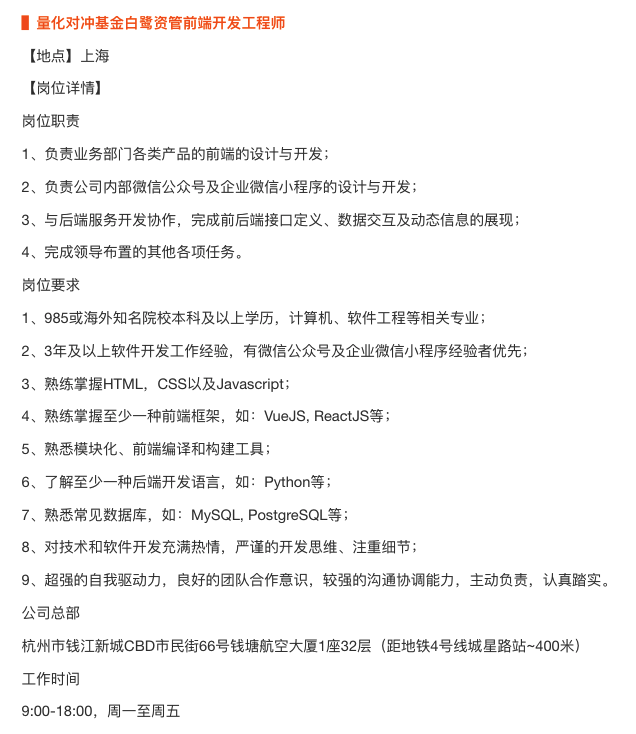 量化对冲基金白鹭资管前端开发工程师
【地点】上海
【岗位详情】
岗位职责
1、负责业务部门各类产品的前端的设计与开发；
2、负责公司内部微信公众号及企业微信小程序的设计与开发；
3、与后端服务开发协作，完成前后端接口定义、数据交互及动态信息的展现；
4、完成领导布置的其他各项任务。
岗位要求
1、985或海外知名院校本科及以上学历，计算机、软件工程等相关专业；
2、3年及以上软件开发工作经验，有微信公众号及企业微信小程序经验者优先；
3、熟练掌握HTML，CSS以及Javascript；
4、熟练掌握至少一种前端框架，如：VueJS, ReactJS等；
5、熟悉模块化、前端编译和构建工具；
6、了解至少一种后端开发语言，如：Python等；
7、熟悉常见数据库，如：MySQL, PostgreSQL等；
8、对技术和软件开发充满热情，严谨的开发思维、注重细节；
9、超强的自我驱动力，良好的团队合作意识，较强的沟通协调能力，主动负责，认真踏实。
公司总部
杭州市钱江新城CBD市民街66号钱塘航空大厦1座32层（距地铁4号线城星路站~400米）
工作时间
9:00-18:00，周一至周五